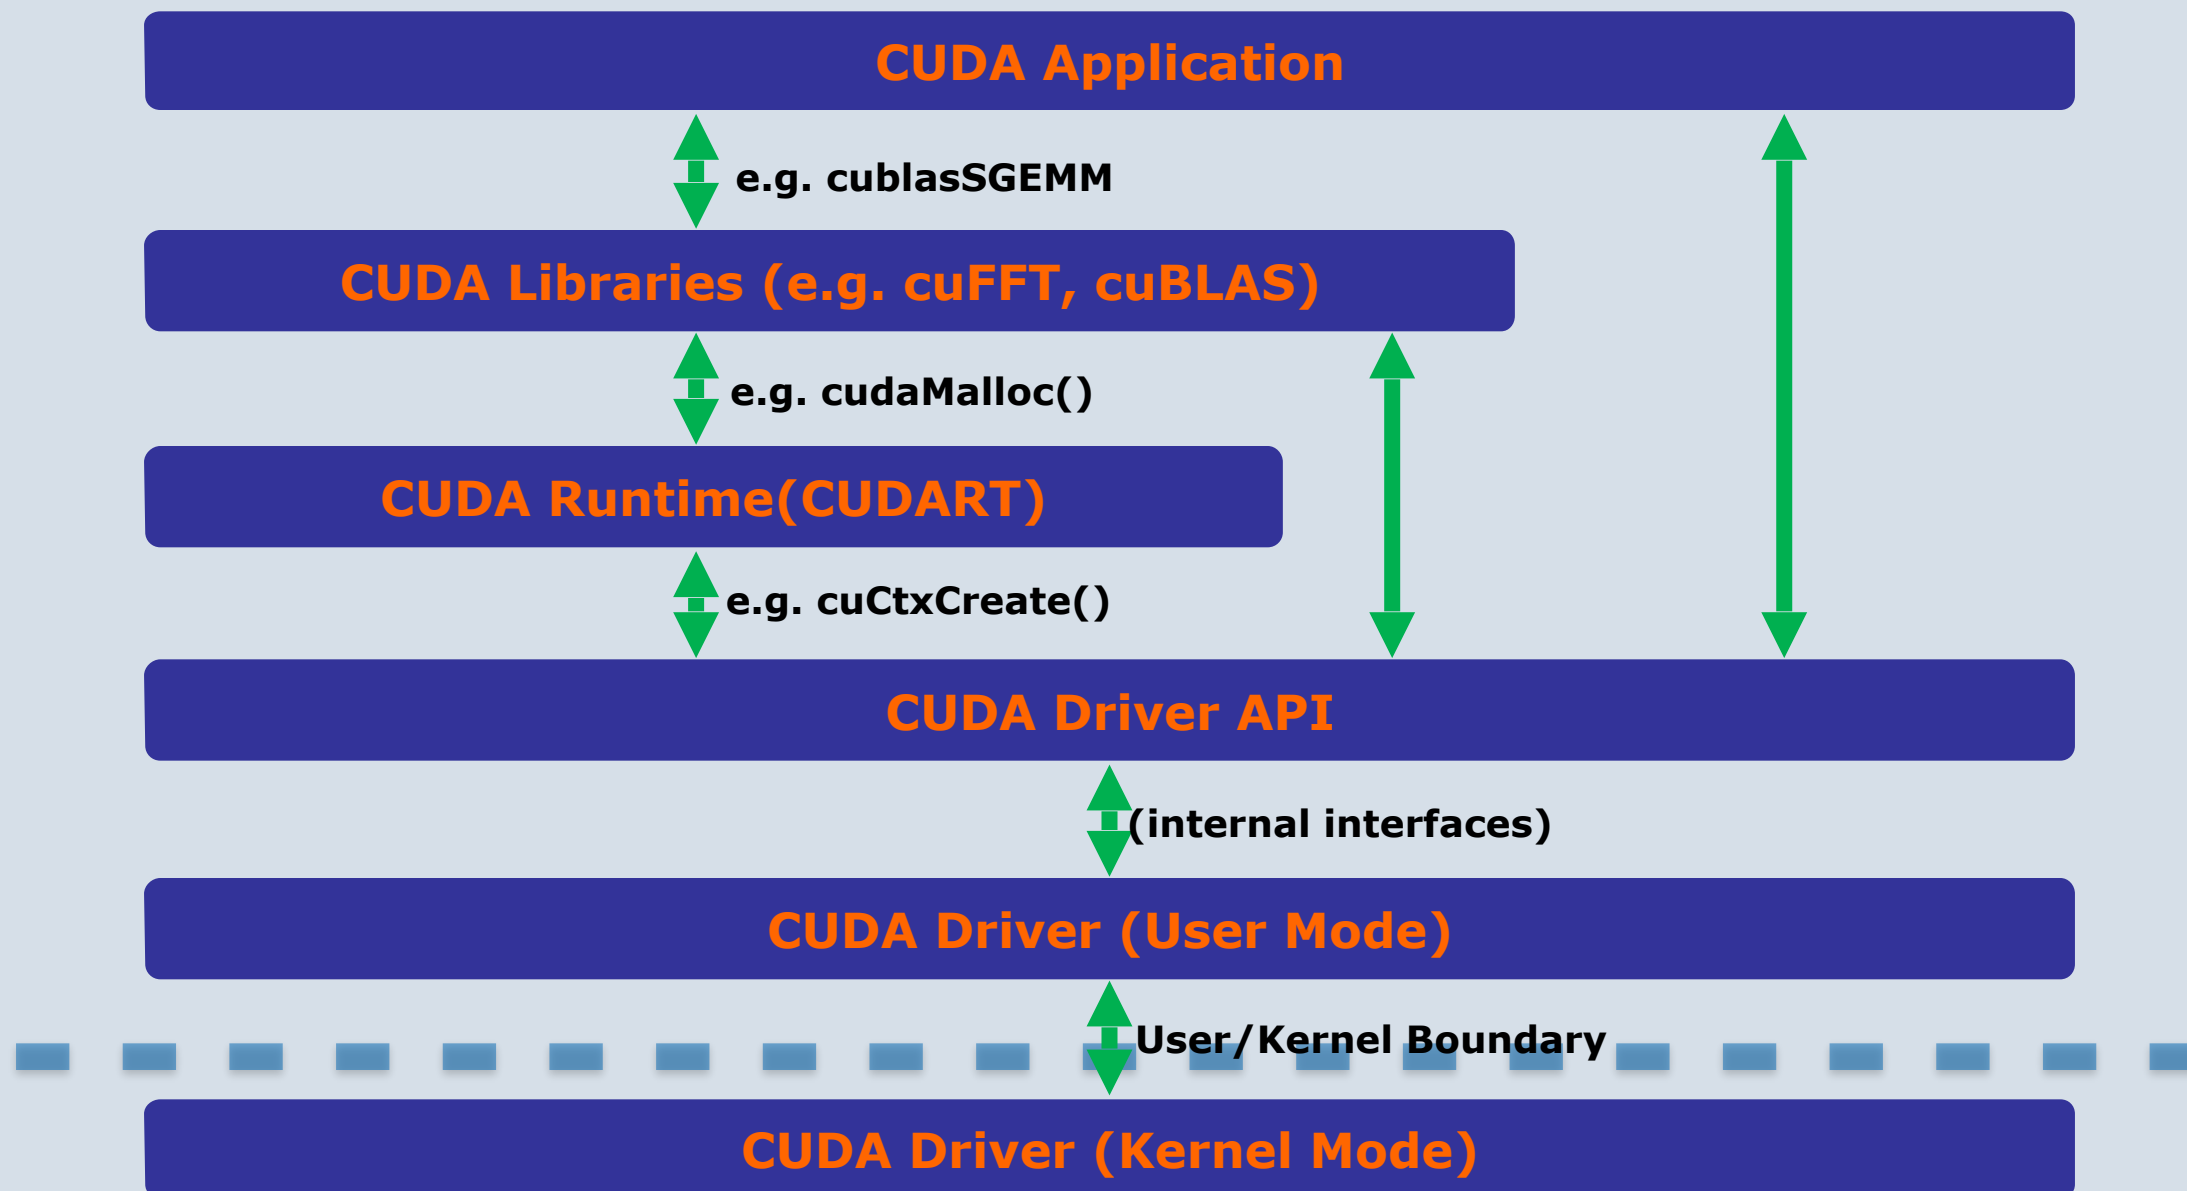 CUDA Application
e.g. cublasSGEMM
CUDA Libraries (e.g. cuFFT, cuBLAS)
e.g. cudaMalloc()
CUDA Runtime(CUDART)
e.g. cuCtxCreate()
CUDA Driver API
(internal interfaces)
CUDA Driver (User Mode)
User/Kernel Boundary
CUDA Driver (Kernel Mode)